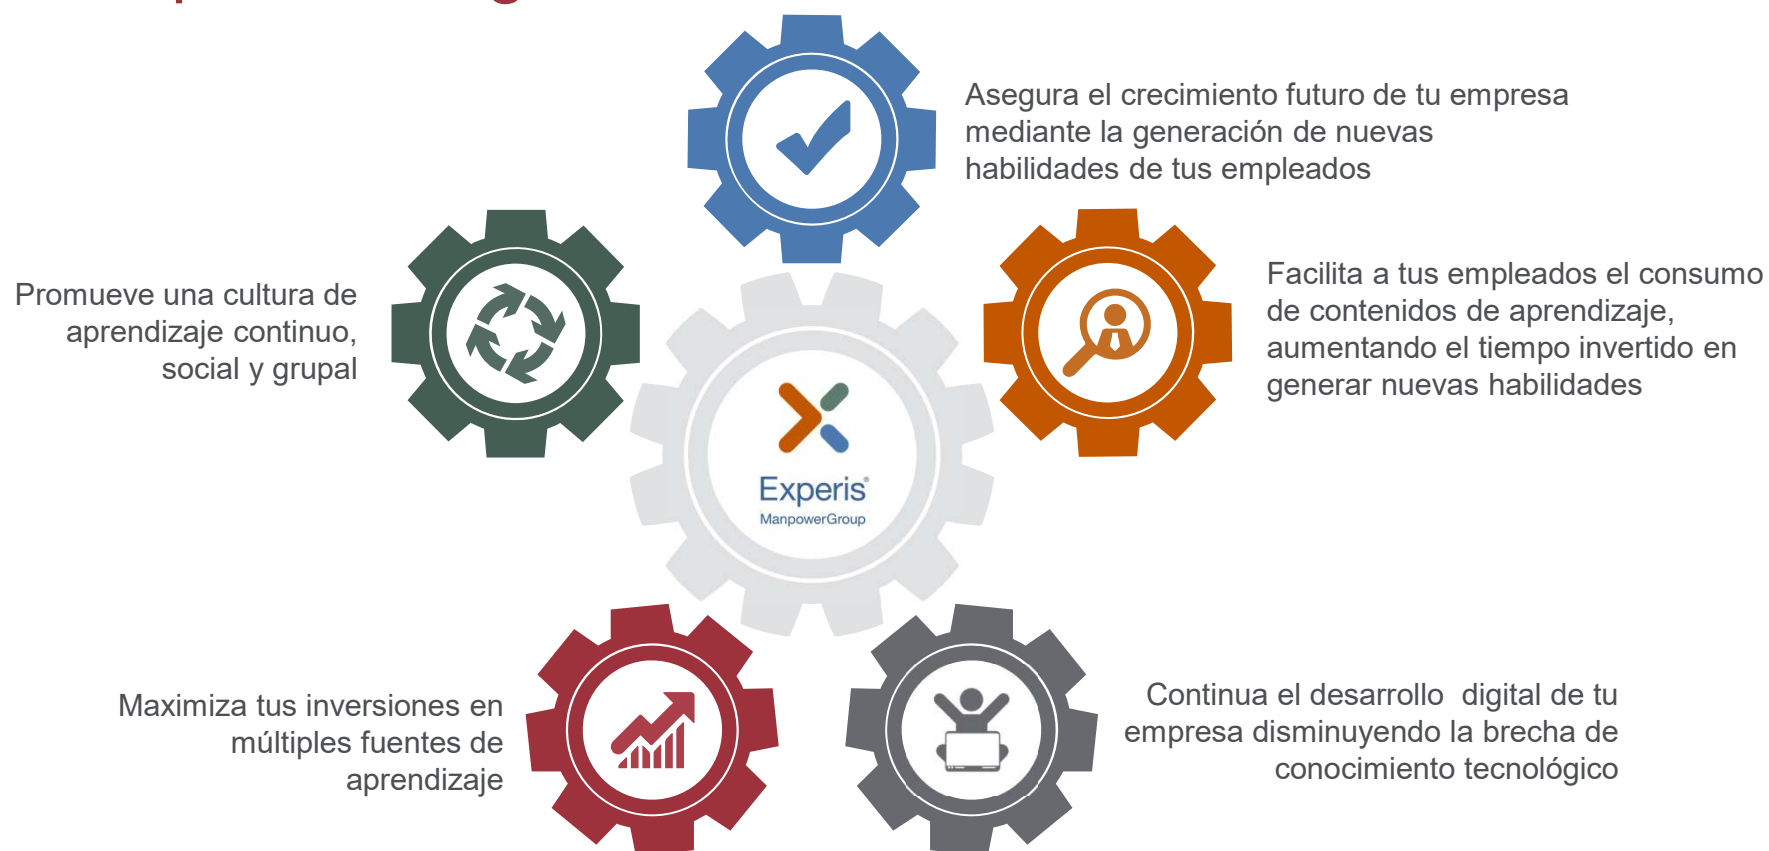 Asegura el crecimiento futuro de tu empresa
mediante la generación de nuevas
habilidades de tus empleados
Promueve una cultura de
aprendizaje continuo,
social y grupal
Facilita a tus empleados el consumo
de contenidos de aprendizaje,
aumentando el tiempo invertido en
generar nuevas habilidades
Experis®
ManpowerGroup
Maximiza tus inversiones en
múltiples fuentes de
aprendizaje
Continua el desarrollo  digital de tu
empresa disminuyendo la brecha de
conocimiento tecnológico